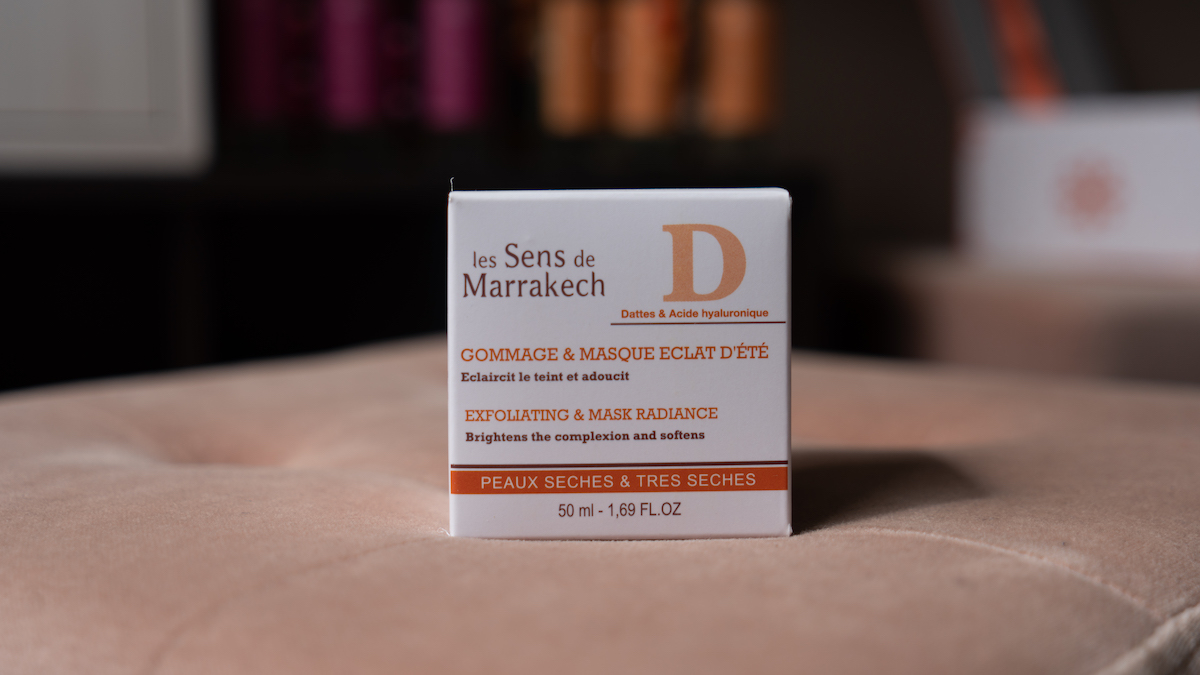 les Sens de
Marrakech
D
Dattes & Acide hyaluronique
GOMMAGE & MASQUE ECLAT D'ÉTÉ
Eclaircit le teint et adoucit
EXFOLIATING & MASK RADIANCE
Brightens the complexion and softens
PEAUX SECHES & TRES SECHES
50 ml - 1,69 FL.OZ